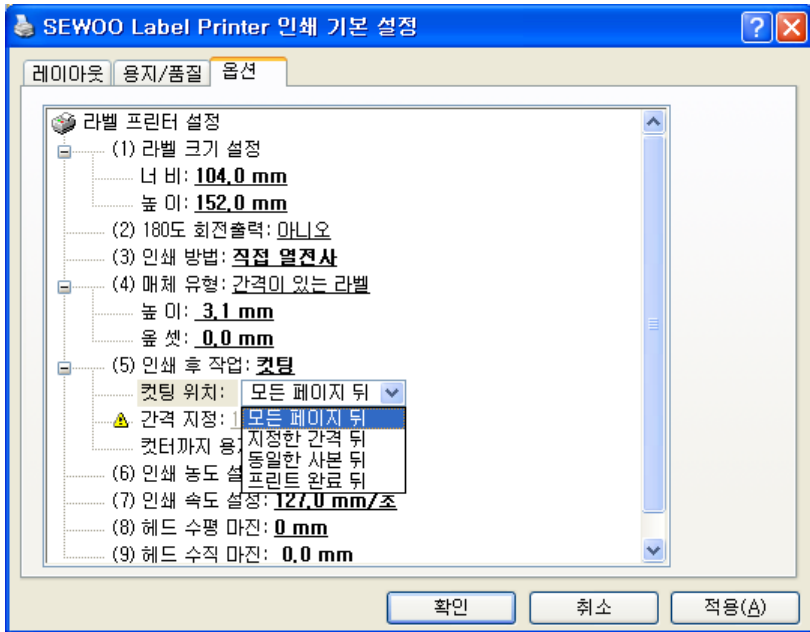 SEWOO Label Printer 인쇄 기본 설정
레이아웃 용지/품질 옵션
라벨 프린터 설정
(1) 라벨 크기 설정
너 비: 104.0 mm
높 이: 152.0 mm
(2) 180도 회전출력: 아니오
(3) 인쇄 방법: 직접 열전사
(4) 매체 유형: 간격이 있는 라벨
높 이: 3.1 mm
옾 셋: 0.0 mm
(5) 인쇄 후 작업: 컷팅
컷팅 위치: 모든 페이지 뒤
모든 페이지 뒤
간격 지정: 1
지정한 간격 뒤
컷터까지 용지
동일한 사본 뒤
(6) 인쇄 농도 설
프린트 완료 뒤
(7) 인쇄 속도 설정: 127.0 mm/초
(8) 헤드 수평 마진: 0 mm
(9) 헤드 수직 마진: 0.0 mm
확인 취소 적용(A)